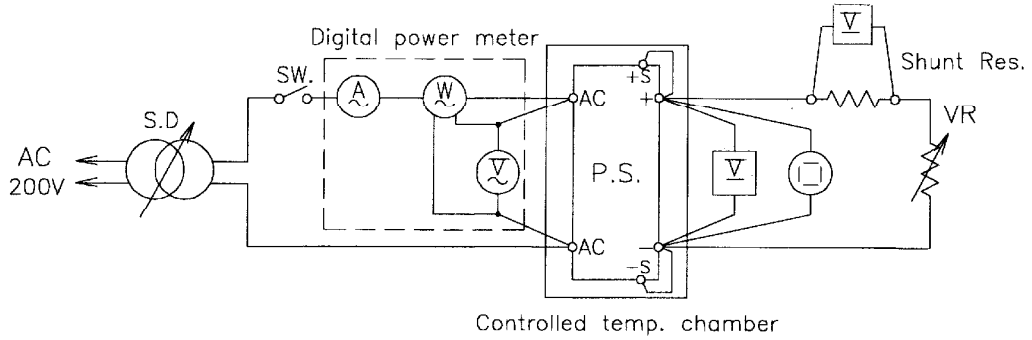 Digital power meter
SW.
A
W
V
S.D
AC
200V
AC
AC
P.S.
+S
+
−
−S
V
V
Shunt Res.
VR
Controlled temp. chamber